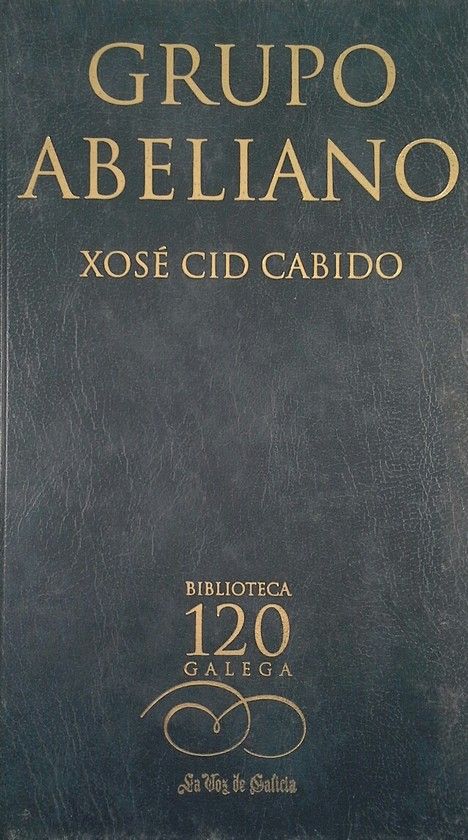 GRUPO
ABELIANO
XOSÉ CID CABIDO
BIBLIOTECA
120
GALEGA
La Voz de Galicia